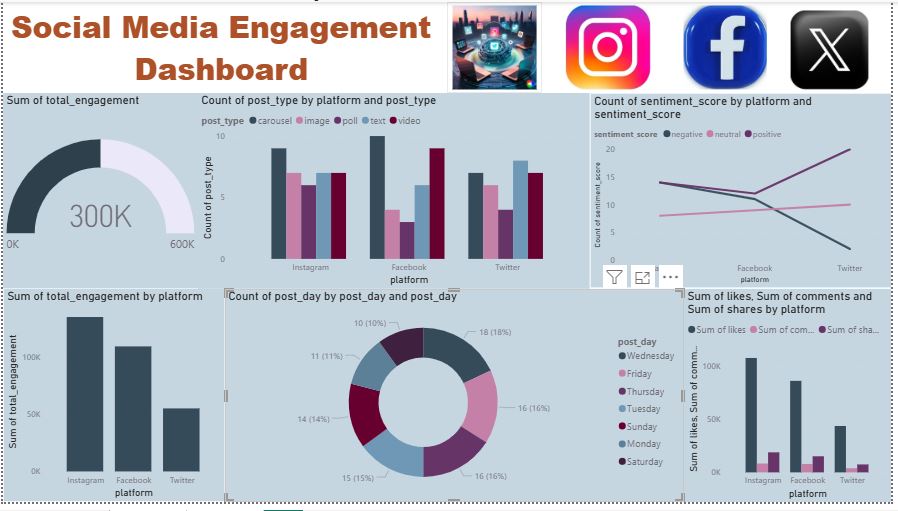 Social Media Engagement
Dashboard
Sum of total_engagement
300K
0K
600K
Count of post_type by platform and post_type
post_type carousel image poll text video
Count of post_type
10
5
0
Instagram Facebook Twitter
platform
Count of sentiment_score by platform and
sentiment_score
sentiment_score negative neutral positive
Count of sentiment_score
20
15
10
5
0
Facebook Twitter
platform
Sum of total_engagement by platform
Sum of total_engagement
100K
50K
0K
Instagram Facebook Twitter
platform
Count of post_day by post_day and post_day
18 (18%)
16 (16%)
16 (16%)
15 (15%)
14 (14%)
11 (11%)
10 (10%)
post_day
Wednesday
Friday
Thursday
Tuesday
Sunday
Monday
Saturday
Sum of likes, Sum of comments and
Sum of shares by platform
Sum of likes Sum of com... Sum of sha...
Sum of likes, Sum of comm...
100K
50K
0K
Instagram Facebook Twitter
platform